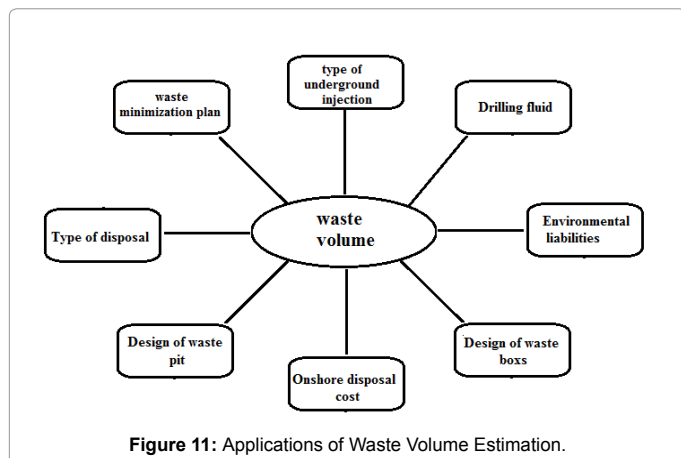 type of
underground
injection
waste
minimization plan
Drilling fluid
Type of disposal
waste
volume
Environmental
liabilities
Design of waste
pit
Onshore disposal
cost
Design of waste
boxs
Figure 11: Applications of Waste Volume Estimation.